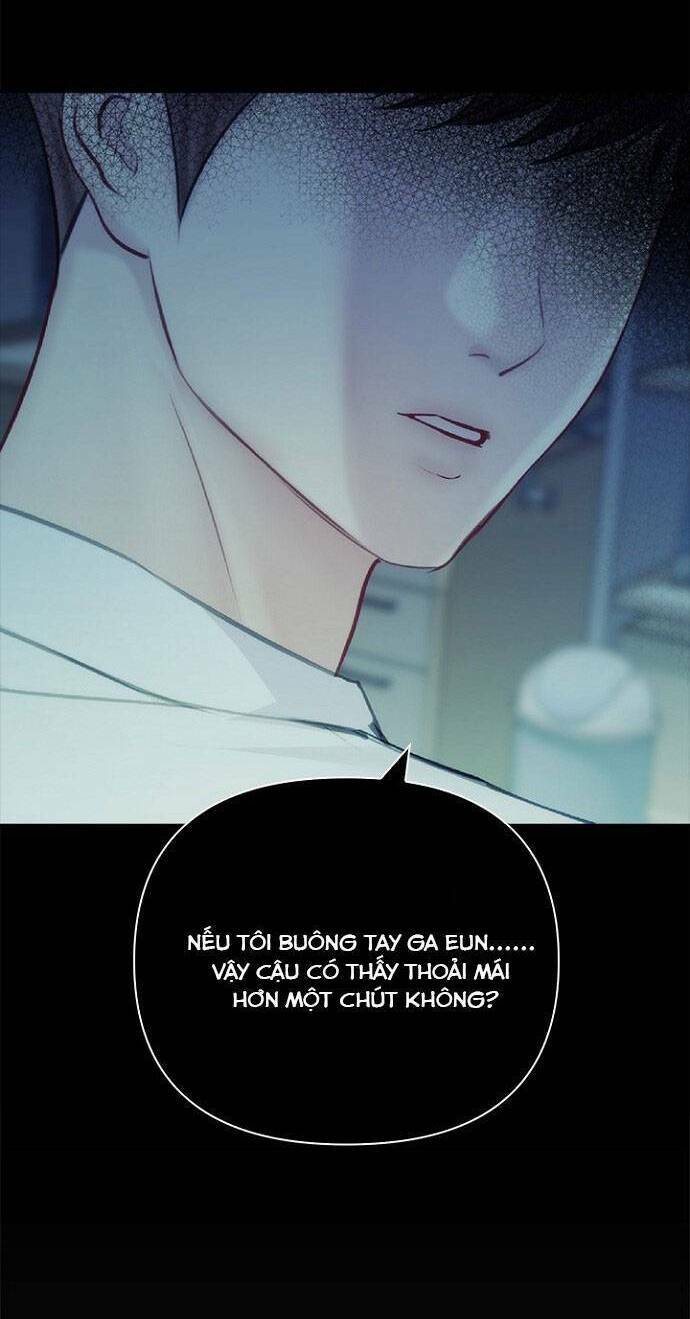 NẾU TÔI BUÔNG TAY GA EUN......
VẬY CẬU CÓ THẤY THOẢI MÁI
HƠN MỘT CHÚT KHÔNG?